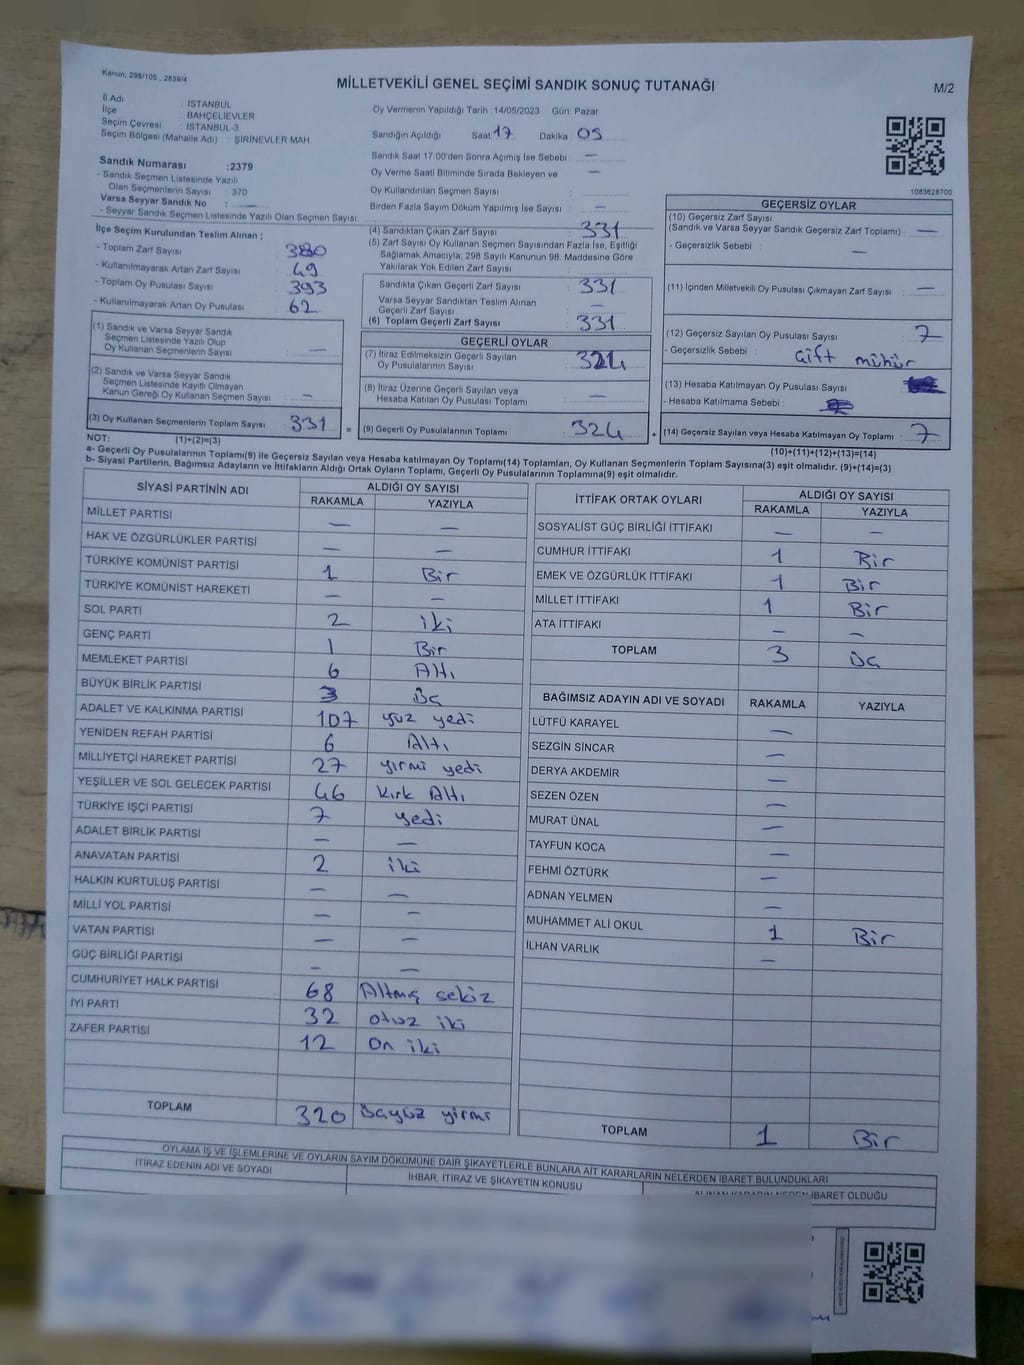 Kanun, 298/105 , 2839/4
MİLLETVEKİLİ GENEL SEÇİMİ SANDIK SONUÇ TUTANAĞI
M/2
İl Adı : İSTANBUL
İlçe : BAHÇELİEVLER
Seçim Çevresi : İSTANBUL-3
Seçim Bölgesi (Mahalle Adı) : ŞİRİNEVLER MAH.
Sandık Numarası :2379
- Sandık Seçmen Listesinde Yazılı
Olan Seçmenlerin Sayısı : 370
Varsa Seyyar Sandık No : —
- Seyyar Sandık Seçmen Listesinde Yazılı Olan Seçmen Sayısı:
Oy Vermenin Yapıldığı Tarih :14/05/2023 Gün: Pazar
Sandığın Açıldığı Saat 17 Dakika 05
Sandık Saat 17:00'den Sonra Açımış İse Sebebi : —
Oy Verme Saati Bitiminde Sırada Bekleyen ve —
Oy Kullandırılan Seçmen Sayısı :
Birden Fazla Sayım Döküm Yapılmış İse Sayısı : —
1083628700
İlçe Seçim Kurulundan Teslim Alınan ;
- Toplam Zarf Sayısı : 380
- Kullanılmayarak Artan Zarf Sayısı : 49
- Toplam Oy Pusulası Sayısı : 393
- Kullanılmayarak Artan Oy Pusulası : 62
(1) Sandık ve Varsa Seyyar Sandık
Seçmen Listesinde Yazılı Olup
Oy Kullanan Seçmenlerin Sayısı : —
(2) Sandık ve Varsa Seyyar Sandık
Seçmen Listesinde Kayıtlı Olmayan
Kanun Gereği Oy Kullanan Seçmen Sayısı : —
(3) Oy Kullanan Seçmenlerin Toplam Sayısı : 331
(4) Sandıktan Çıkan Zarf Sayısı : 331
(5) Zarf Sayısı Oy Kullanan Seçmen Sayısından Fazla İse, Eşitliği
Sağlamak Amacıyla, 298 Sayılı Kanunun 98. Maddesine Göre
Yakılarak Yok Edilen Zarf Sayısı :
Sandıkta Çıkan Geçerli Zarf Sayısı : 331
Varsa Seyyar Sandıktan Teslim Alınan
Geçerli Zarf Sayısı : —
(6) Toplam Geçerli Zarf Sayısı : 331
GEÇERLİ OYLAR
(7) İtiraz Edilmeksizin Geçerli Sayılan
Oy Pusulalarının Sayısı : 324
(8) İtiraz Üzerine Geçerli Sayılan veya
Hesaba Katılan Oy Pusulası Toplamı : —
= (9) Geçerli Oy Pusulalarının Toplamı : 324
GEÇERSİZ OYLAR
(10) Geçersiz Zarf Sayısı
(Sandık ve Varsa Seyyar Sandık Geçersiz Zarf Toplamı) : —
- Geçersizlik Sebebi : —
(11) İçinden Milletvekili Oy Pusulası Çıkmayan Zarf Sayısı : —
(12) Geçersiz Sayılan Oy Pusulası Sayısı : 7
- Geçersizlik Sebebi : Çift mühür
(13) Hesaba Katılmayan Oy Pusulası Sayısı
- Hesaba Katılmama Sebebi :
+ (14) Geçersiz Sayılan veya Hesaba Katılmayan Oy Toplamı : 7
NOT: (1)+(2)=(3)
(10)+(11)+(12)+(13)=(14)
a- Geçerli Oy Pusulalarının Toplamı(9) ile Geçersiz Sayılan veya Hesaba katılmayan Oy Toplamı(14) Toplamları, Oy Kullanan Seçmenlerin Toplam Sayısına(3) eşit olmalıdır. (9)+(14)=(3)
b- Siyasi Partilerin, Bağımsız Adayların ve İttifakların Aldığı Ortak Oyların Toplamı, Geçerli Oy Pusulalarının Toplamına(9) eşit olmalıdır.
SİYASİ PARTİNİN ADI ALDIĞI OY SAYISI
RAKAMLA YAZIYLA
MİLLET PARTİSİ — —
HAK VE ÖZGÜRLÜKLER PARTİSİ — —
TÜRKİYE KOMÜNİST PARTİSİ 1 Bir
TÜRKİYE KOMÜNİST HAREKETİ — —
SOL PARTİ 2 iki
GENÇ PARTİ 1 Bir
MEMLEKET PARTİSİ 6 Altı
BÜYÜK BİRLİK PARTİSİ 3 Üç
ADALET VE KALKINMA PARTİSİ 107 yüz yedi
YENİDEN REFAH PARTİSİ 6 Altı
MİLLİYETÇİ HAREKET PARTİSİ 27 yirmi yedi
YEŞİLLER VE SOL GELECEK PARTİSİ 46 Kırk Altı
TÜRKİYE İŞÇİ PARTİSİ 7 yedi
ADALET BİRLİK PARTİSİ — —
ANAVATAN PARTİSİ 2 iki
HALKIN KURTULUŞ PARTİSİ — —
MİLLİ YOL PARTİSİ — —
VATAN PARTİSİ — —
GÜÇ BİRLİĞİ PARTİSİ — —
CUMHURİYET HALK PARTİSİ 68 Altmış sekiz
İYİ PARTİ 32 otuz iki
ZAFER PARTİSİ 12 On iki
TOPLAM 320 Üçyüz yirmi
İTTİFAK ORTAK OYLARI ALDIĞI OY SAYISI
RAKAMLA YAZIYLA
SOSYALİST GÜÇ BİRLİĞİ İTTİFAKI — —
CUMHUR İTTİFAKI 1 Bir
EMEK VE ÖZGÜRLÜK İTTİFAKI 1 Bir
MİLLET İTTİFAKI 1 Bir
ATA İTTİFAKI — —
TOPLAM 3 Üç
BAĞIMSIZ ADAYIN ADI VE SOYADI RAKAMLA YAZIYLA
LÜTFÜ KARAYEL —
SEZGİN SİNCAR —
DERYA AKDEMİR —
SEZEN ÖZEN —
MURAT ÜNAL —
TAYFUN KOCA —
FEHMİ ÖZTÜRK —
ADNAN YELMEN —
MUHAMMET ALİ OKUL 1 Bir
İLHAN VARLIK —
TOPLAM 1 Bir
OYLAMA İŞ VE İŞLEMLERİNE VE OYLARIN SAYIM DÖKÜMÜNE DAİR ŞİKAYETLERLE BUNLARA AİT KARARLARIN NELERDEN İBARET BULUNDUKLARI
İTİRAZ EDENİN ADI VE SOYADI
İHBAR, İTİRAZ VE ŞİKAYETİN KONUSU
İBARET OLDUĞU